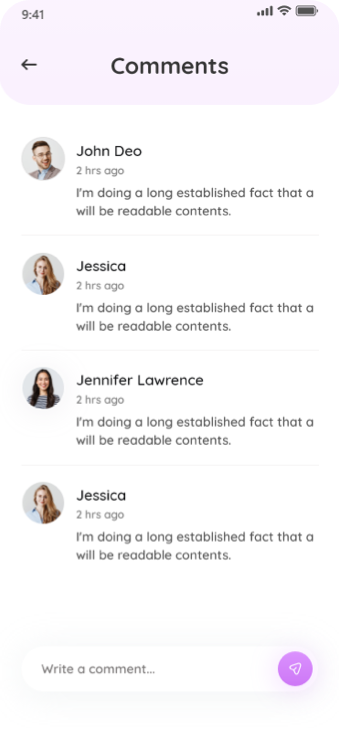 9:41
Comments
John Deo
2 hrs ago
I'm doing a long established fact that a
will be readable contents.
Jessica
2 hrs ago
I'm doing a long established fact that a
will be readable contents.
Jennifer Lawrence
2 hrs ago
I'm doing a long established fact that a
will be readable contents.
Jessica
2 hrs ago
I'm doing a long established fact that a
will be readable contents.
Write a comment...